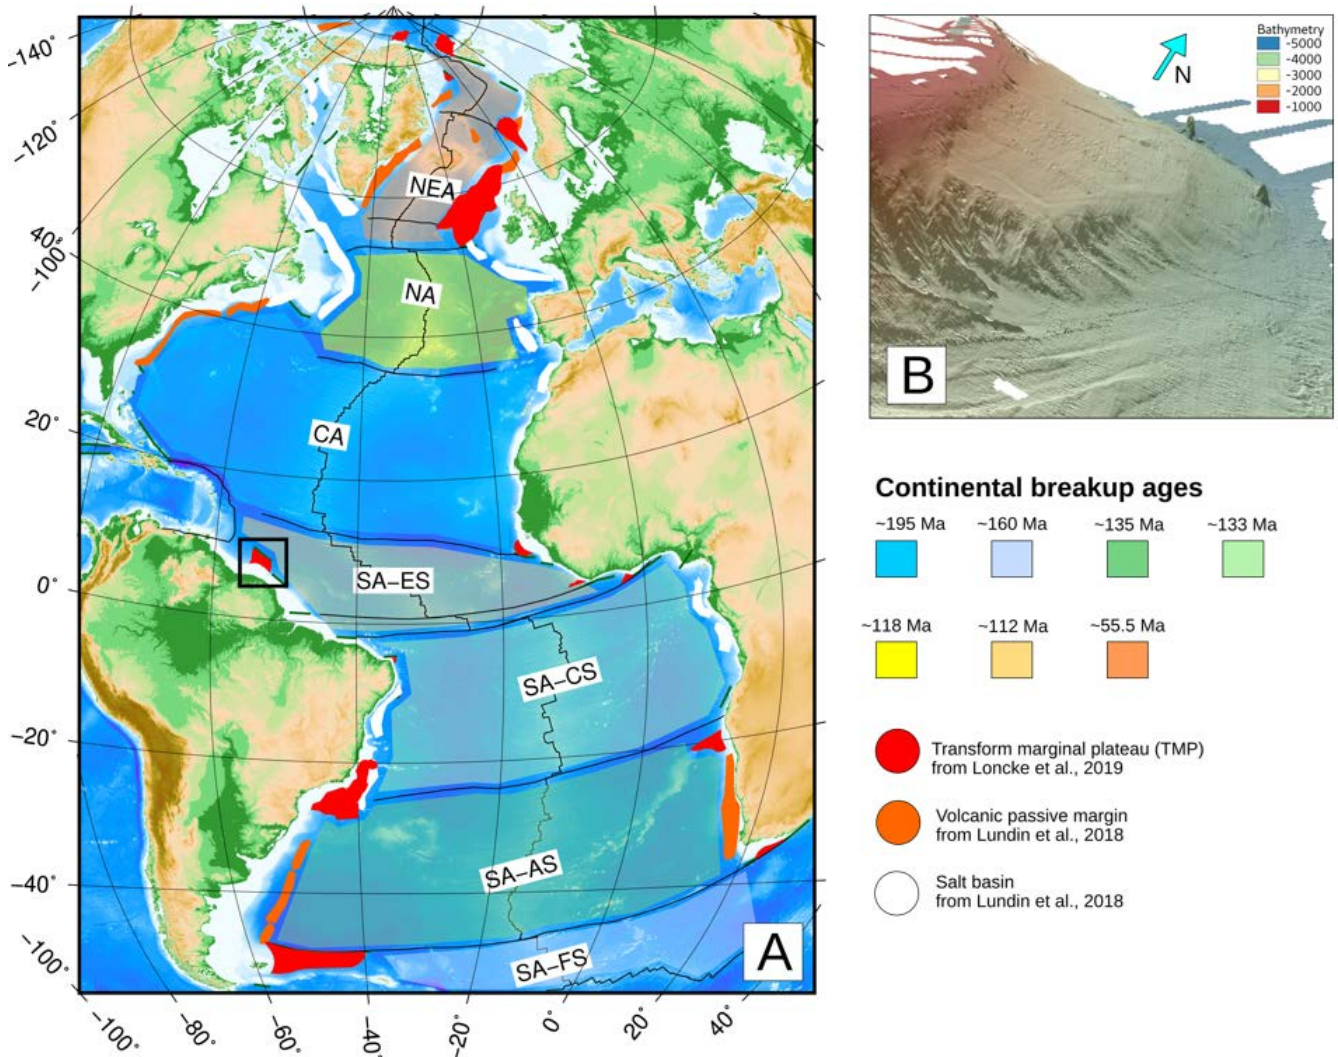 -140°
-120°
40°
-100°
20°
0°
-20°
-40°
-100°
-100°
-80°
-60°
-40°
-20°
0°
20°
40°
NEA
NA
CA
SA-ES
SA-CS
SA-AS
SA-FS
A
Bathymetry
-5000
-4000
-3000
-2000
-1000
N
B
Continental breakup ages
~195 Ma
~160 Ma
~135 Ma
~133 Ma
~118 Ma
~112 Ma
~55.5 Ma
Transform marginal plateau (TMP)
from Loncke et al., 2019
Volcanic passive margin
from Lundin et al., 2018
Salt basin
from Lundin et al., 2018